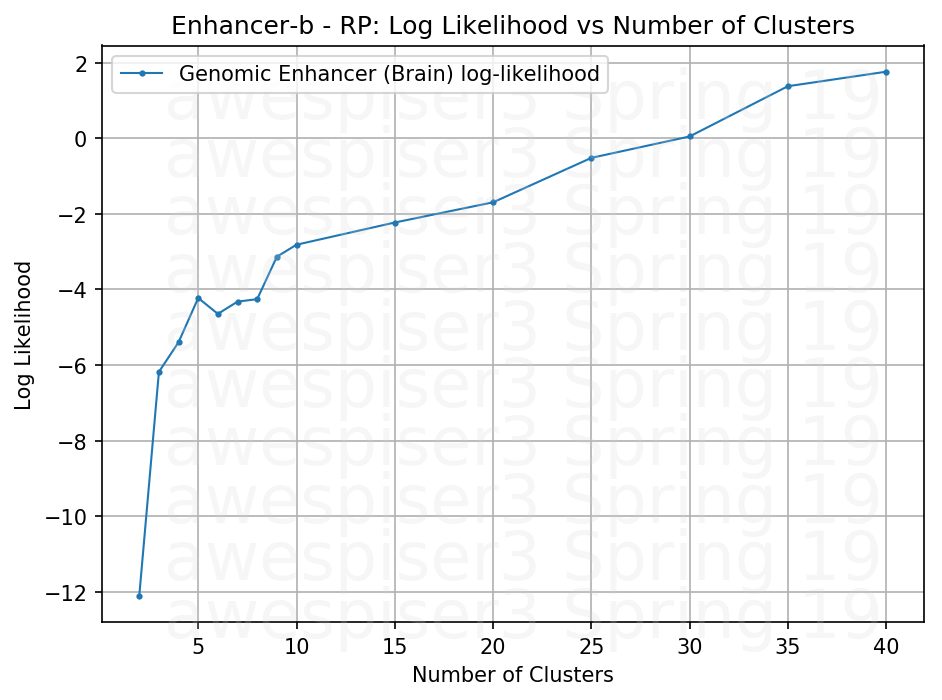 Enhancer-b - RP: Log Likelihood vs Number of Clusters
Genomic Enhancer (Brain) log-likelihood
Log Likelihood
2
0
−2
−4
−6
−8
−10
−12
5 10 15 20 25 30 35 40
Number of Clusters
awespiser3 Spring 19
awespiser3 Spring 19
awespiser3 Spring 19
awespiser3 Spring 19
awespiser3 Spring 19
awespiser3 Spring 19
awespiser3 Spring 19
awespiser3 Spring 19
awespiser3 Spring 19
awespiser3 Spring 19